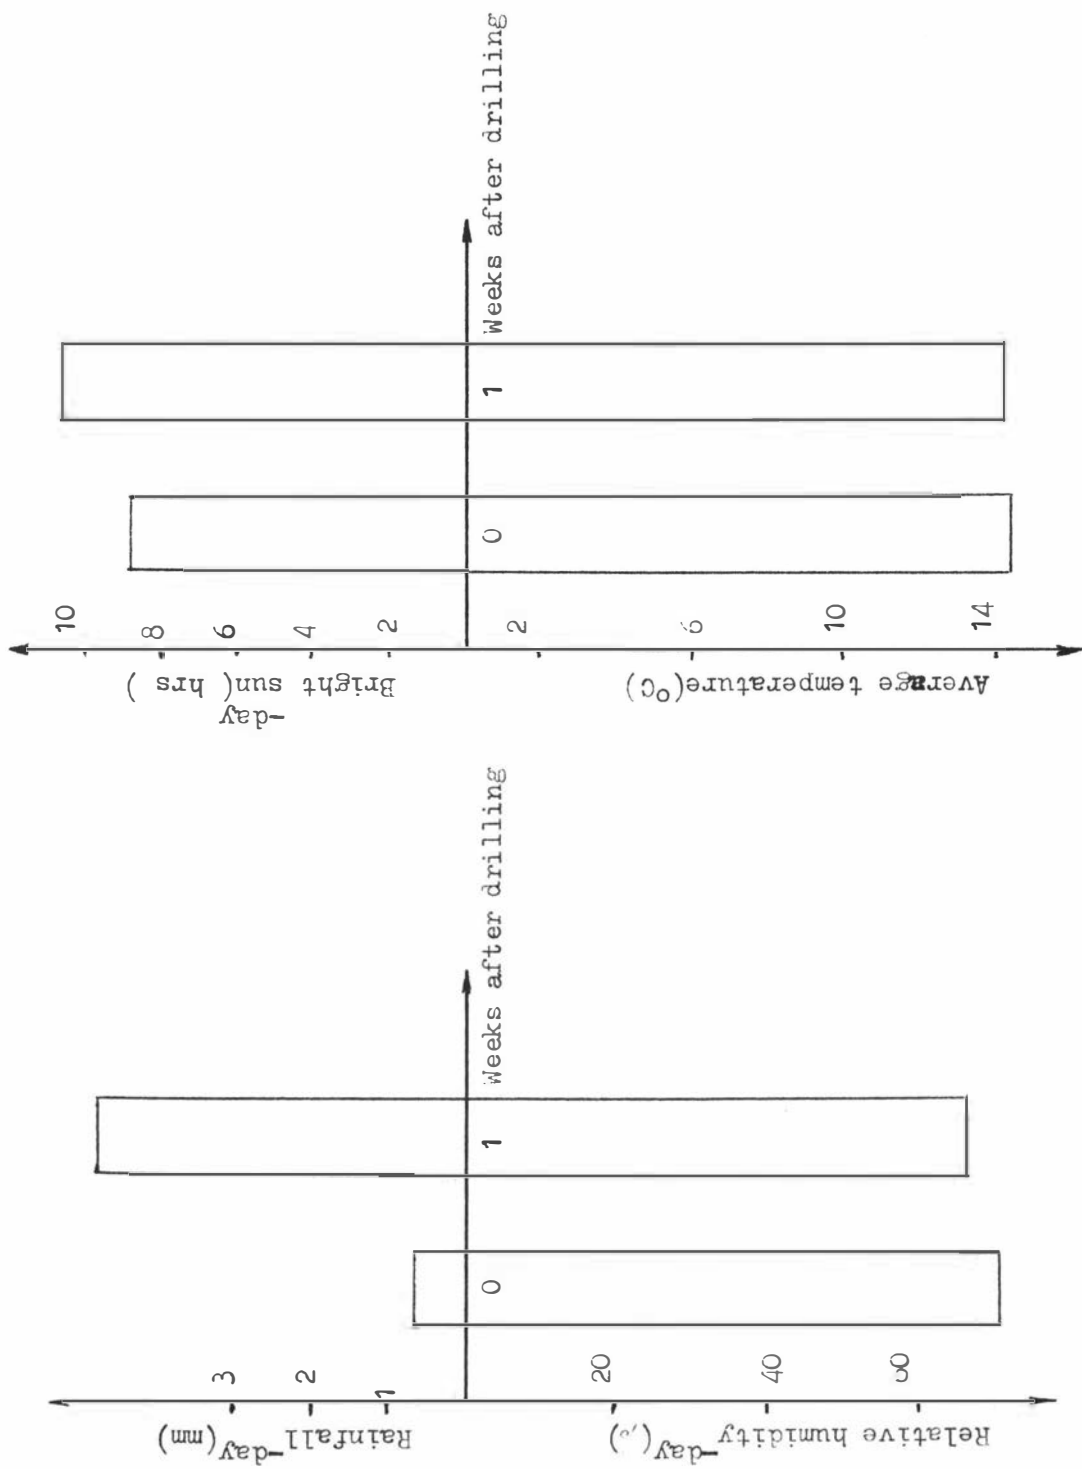 10
8
6
4
2
2
6
10
14
Bright sun( hrs )
-day
Average temperature(°C)
0
1
Weeks after drilling
3
2
1
20
40
60
Rainfall-day(mm)
Relative humidity-day(
0
1
Weeks after drilling